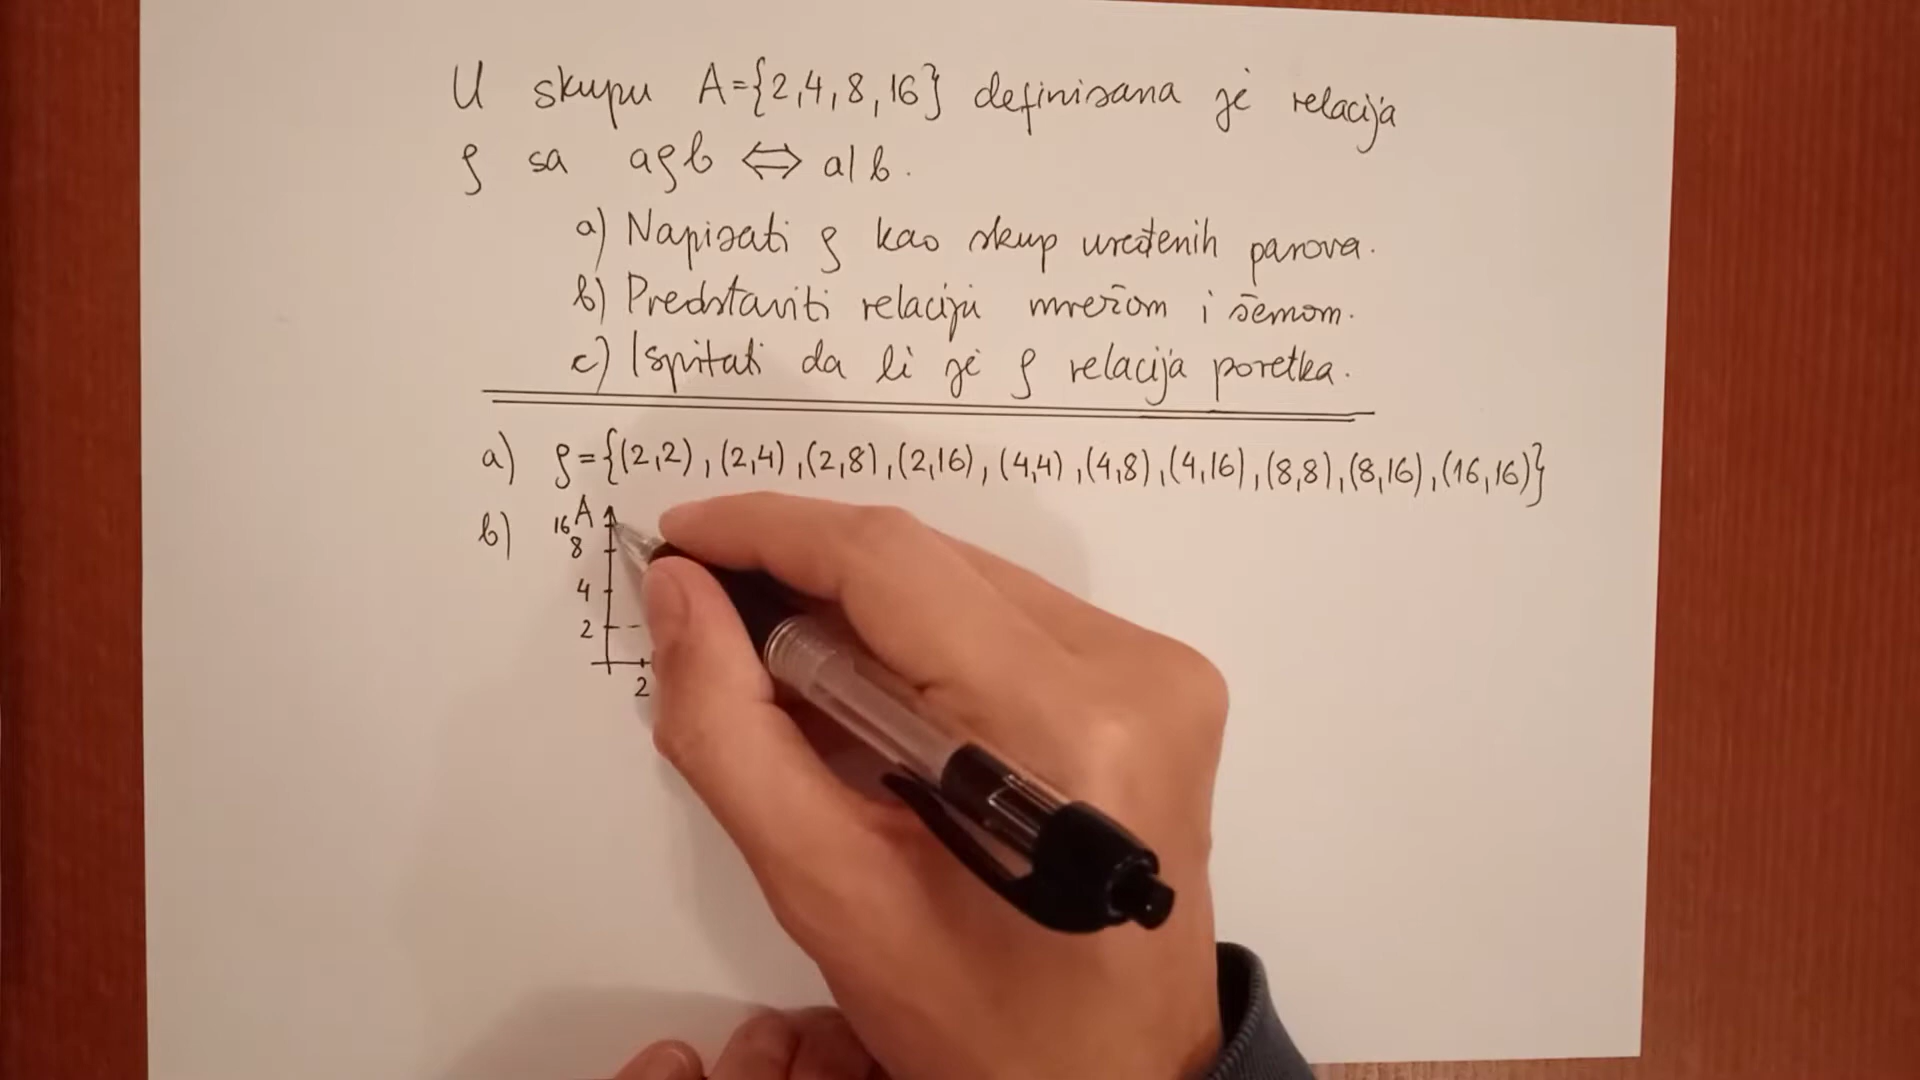 U skupu A={2,4,8,16} definisana je relacija
ρ sa aρb ⇔ a|b.
a) Napisati ρ kao skup uređenih parova.
b) Predstaviti relaciju mrežom i šemom.
c) Ispitati da li je ρ relacija poretka.
a) ρ={(2,2),(2,4),(2,8),(2,16),(4,4),(4,8),(4,16),(8,8),(8,16),(16,16)}
b) A
16
8
4
2
2